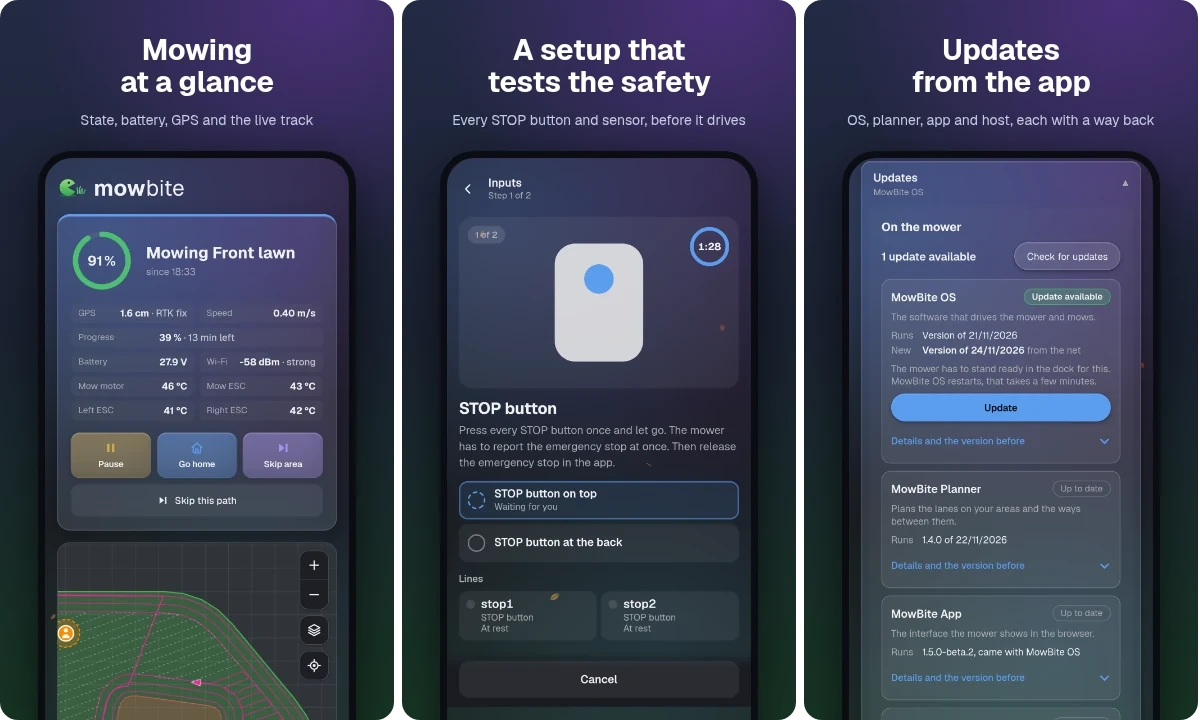 Mowing
at a glance
State, battery, GPS and the live track
mowbite
91%
Mowing Front lawn
since 18:33
GPS 1.6 cm · RTK fix
Speed 0.40 m/s
Progress 39 % · 13 min left
Battery 27.9 V
Wi-Fi -58 dBm · strong
Mow motor 46 °C
Mow ESC 43 °C
Left ESC 41 °C
Right ESC 42 °C
Pause
Go home
Skip area
Skip this path
+
−
A setup that
tests the safety
Every STOP button and sensor, before it drives
Inputs
Step 1 of 2
1 of 2
1:28
STOP button
Press every STOP button once and let go. The mower
has to report the emergency stop at once. Then release
the emergency stop in the app.
STOP button on top
Waiting for you
STOP button at the back
Lines
stop1
STOP button
At rest
stop2
STOP button
At rest
Cancel
Updates
from the app
OS, planner, app and host, each with a way back
Updates
MowBite OS
On the mower
1 update available
Check for updates
MowBite OS
Update available
The software that drives the mower and mows.
Runs Version of 21/11/2026
New Version of 24/11/2026 from the net
The mower has to stand ready in the dock for this.
MowBite OS restarts, that takes a few minutes.
Update
Details and the version before
MowBite Planner
Up to date
Plans the lanes on your areas and the ways
between them.
Runs 1.4.0 of 22/11/2026
Details and the version before
MowBite App
Up to date
The interface the mower shows in the browser.
Runs 1.5.0-beta.2, came with MowBite OS
Details and the version before